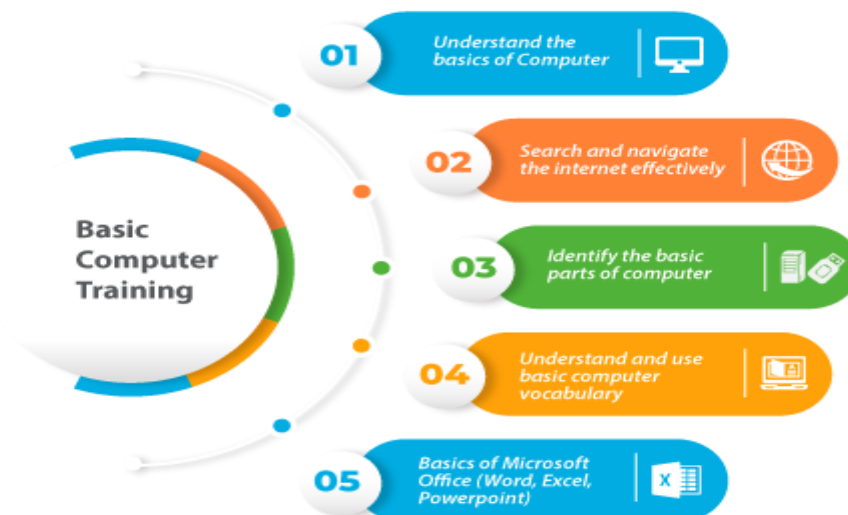 Basic
Computer
Training
01
Understand the
basics of Computer
02
Search and navigate
the internet effectively
03
Identify the basic
parts of computer
04
Understand and use
basic computer
vocabulary
05
Basics of Microsoft
Office (Word, Excel,
Powerpoint)
X